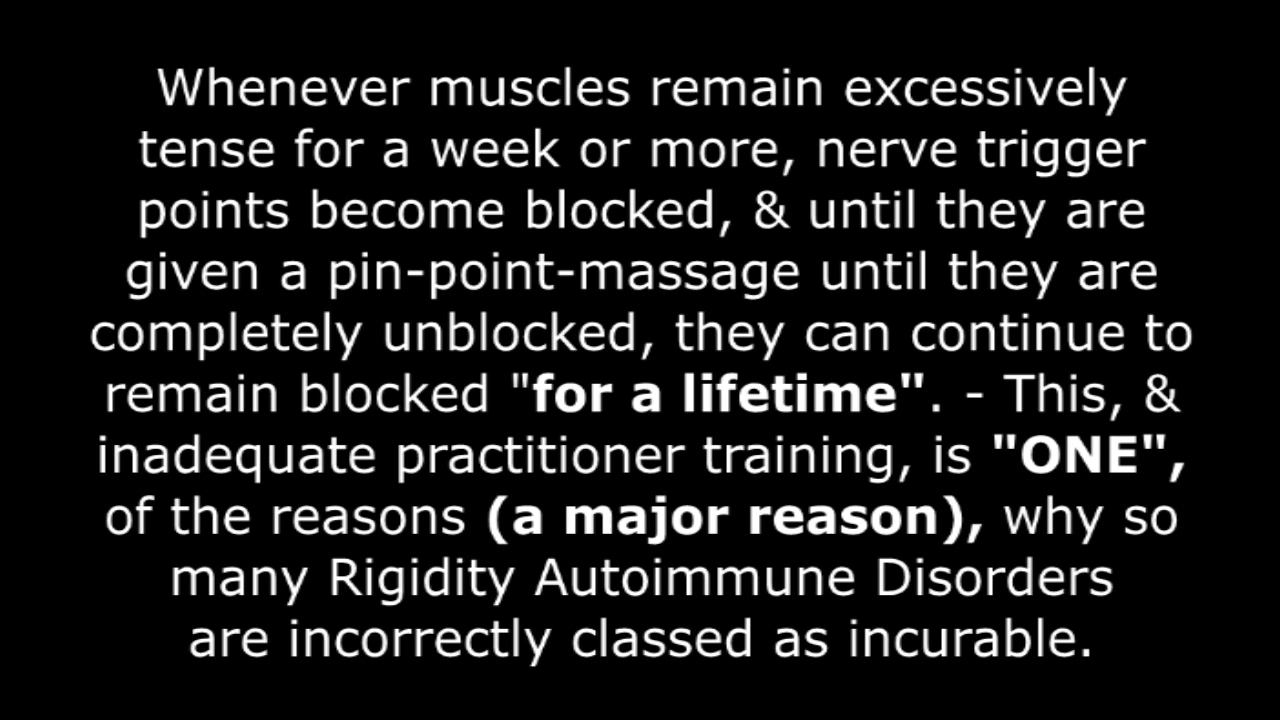 Whenever muscles remain excessively
tense for a week or more, nerve trigger
points become blocked, & until they are
given a pin-point-massage until they are
completely unblocked, they can continue to
remain blocked "for a lifetime". - This, &
inadequate practitioner training, is "ONE",
of the reasons (a major reason), why so
many Rigidity Autoimmune Disorders
are incorrectly classed as incurable.